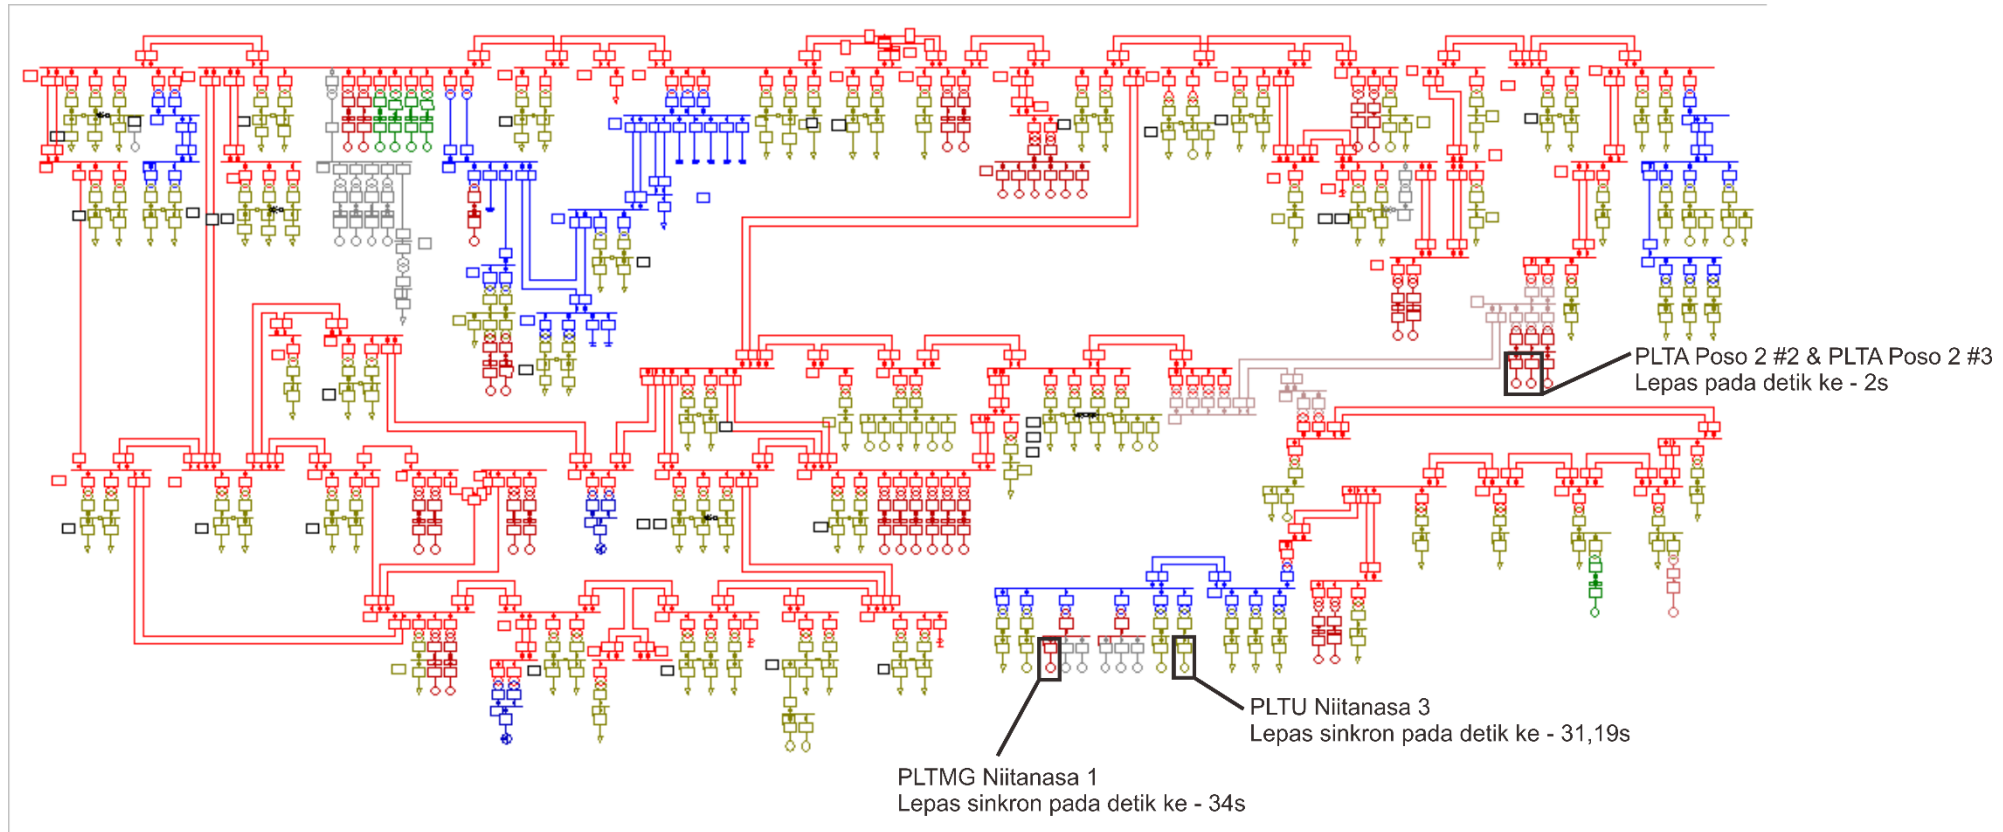 PLTA Poso 2 #2 & PLTA Poso 2 #3
Lepas pada detik ke - 2s
PLTU Niitanasa 3
Lepas sinkron pada detik ke - 31,19s
PLTMG Niitanasa 1
Lepas sinkron pada detik ke - 34s